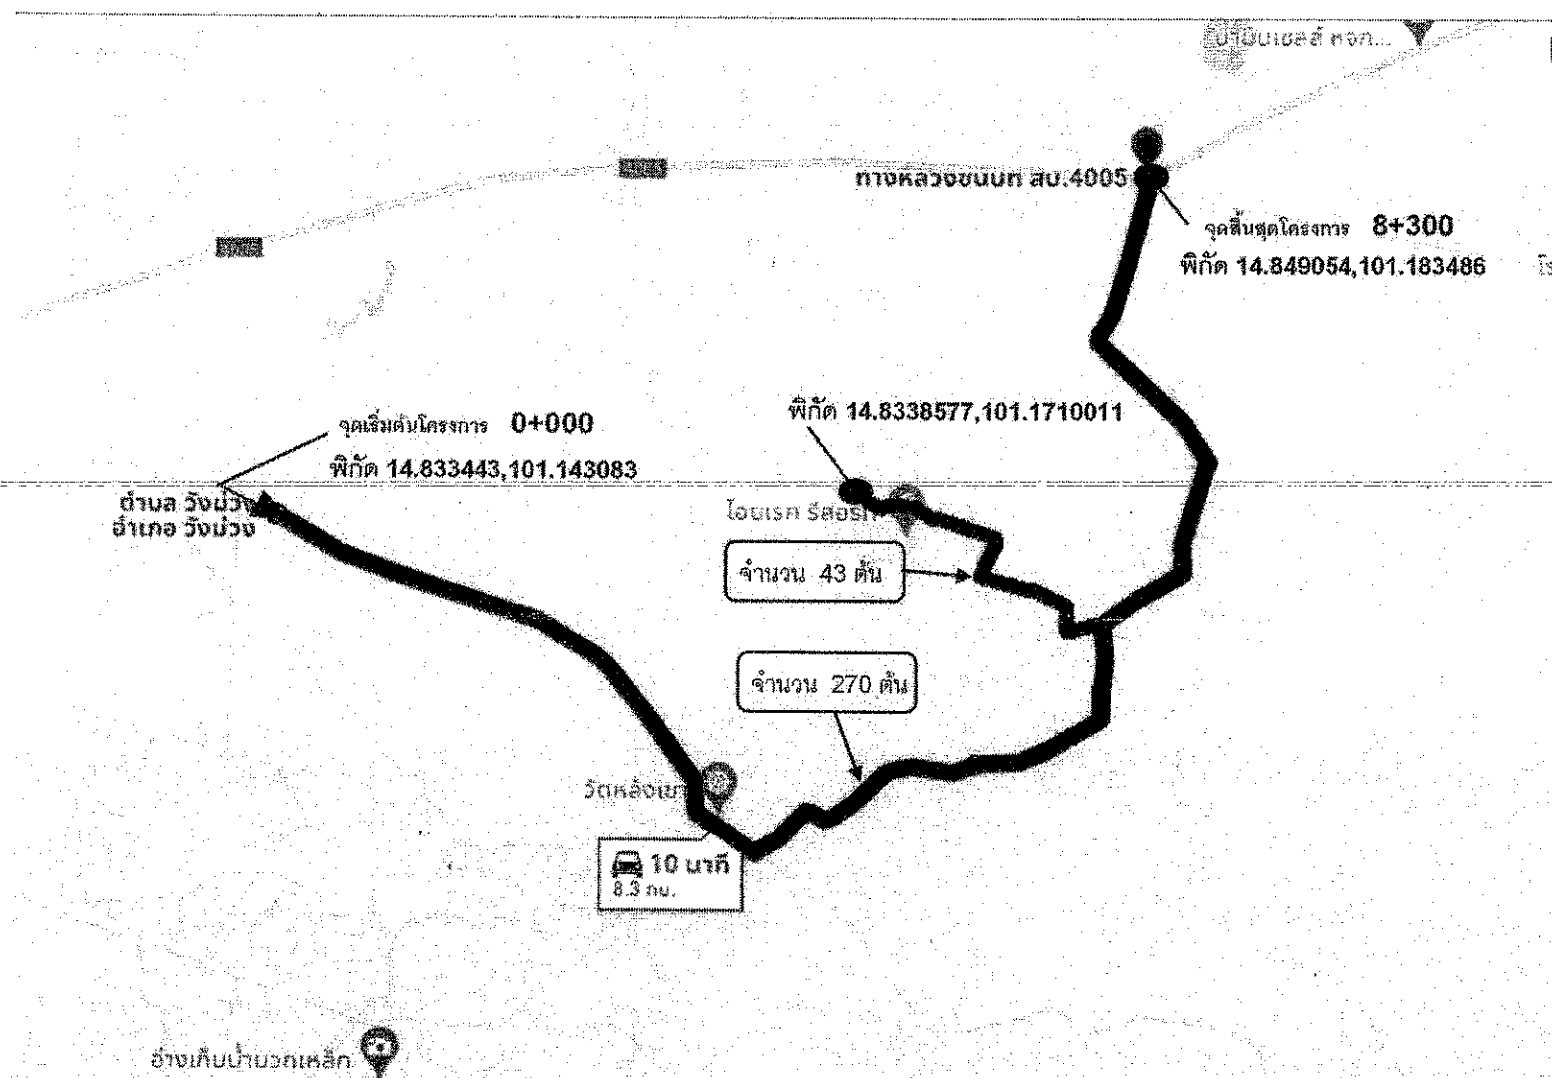 ทางหลวงชนบท สบ.4005
จุดสิ้นสุดโครงการ 8+300
พิกัด 14.849054,101.183486
พิกัด 14.8338577,101.1710011
จุดเริ่มต้นโครงการ 0+000
พิกัด 14.833443,101.143083
ตำบล วังม่วง
อำเภอ วังม่วง
รีสอร์ท
จำนวน 43 ต้น
จำนวน 270 ต้น
วัดหลังเขา
10 นาที
8.3 กม.
อ่างเก็บน้ำมวกเหล็ก